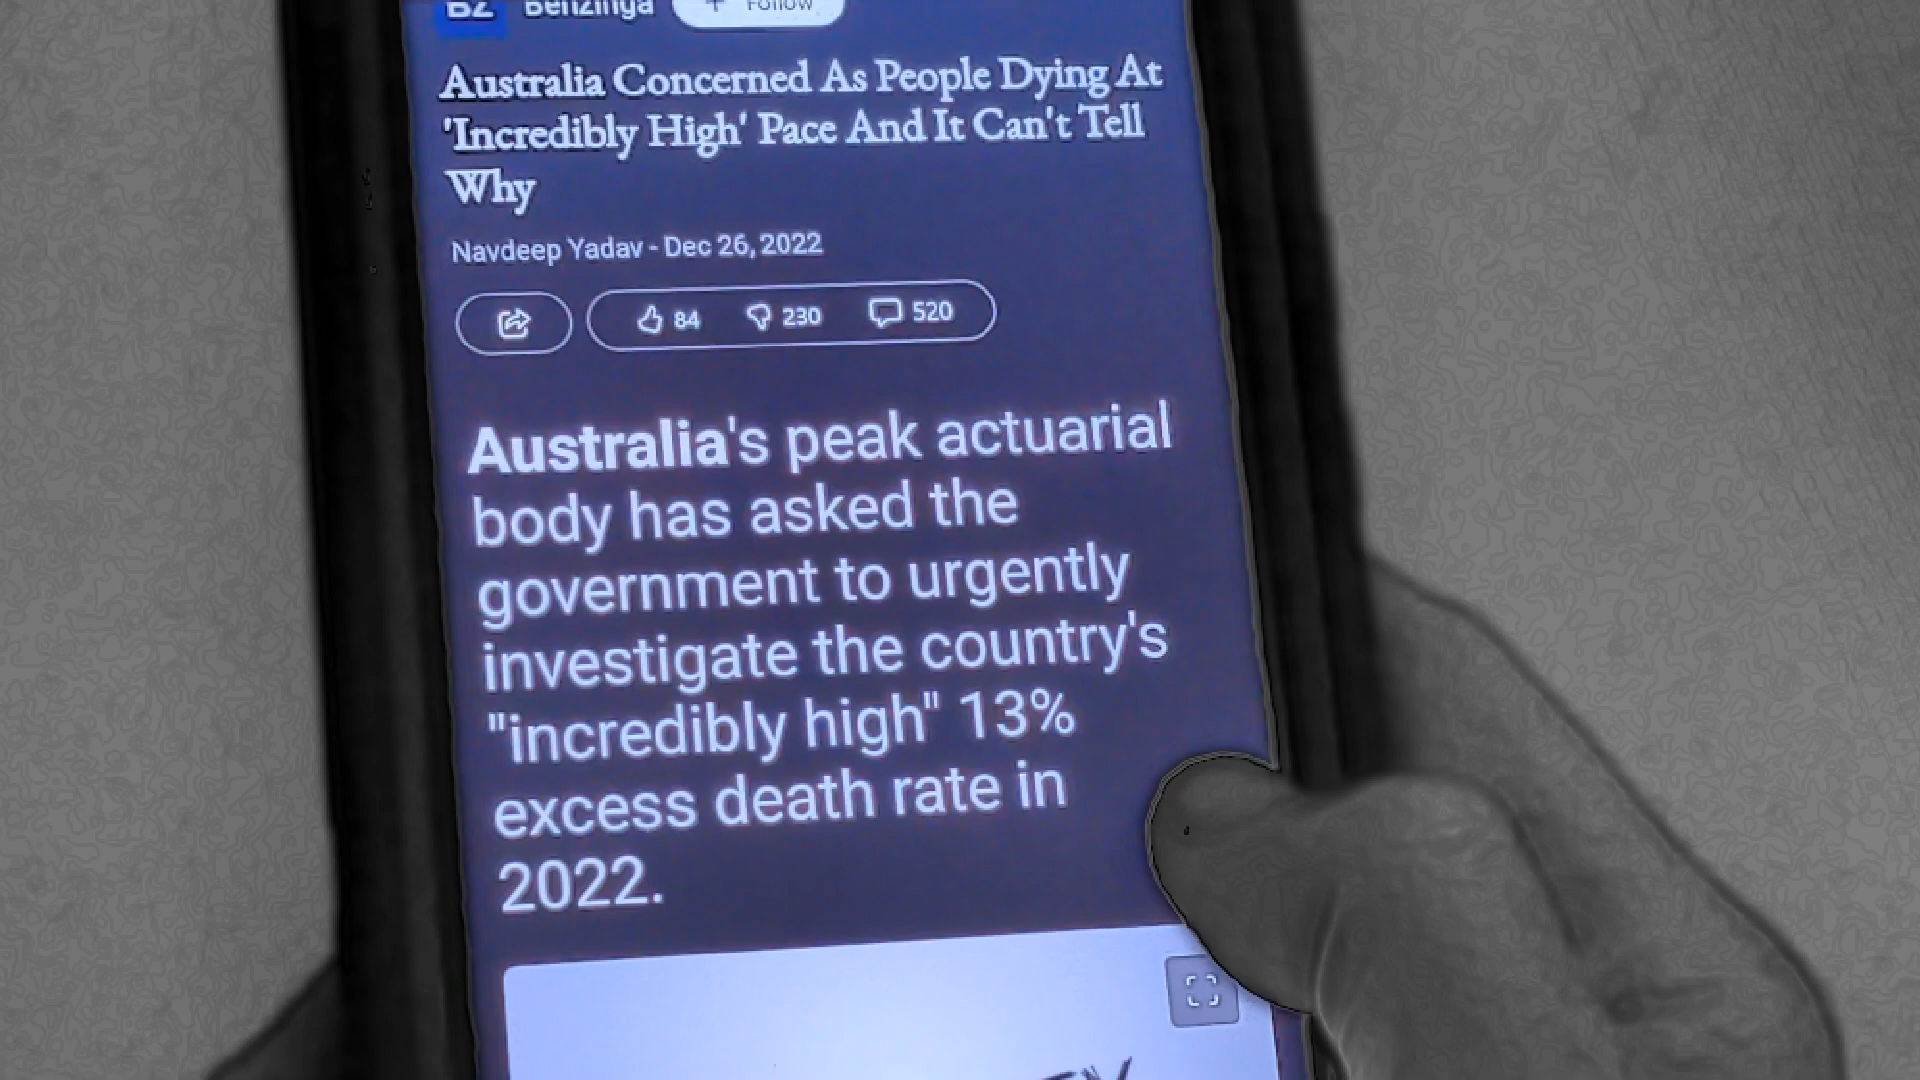 BZ Benzinga + Follow
Australia Concerned As People Dying At
'Incredibly High' Pace And It Can't Tell
Why
Navdeep Yadav - Dec 26, 2022
84 230 520
Australia's peak actuarial
body has asked the
government to urgently
investigate the country's
"incredibly high" 13%
excess death rate in
2022.